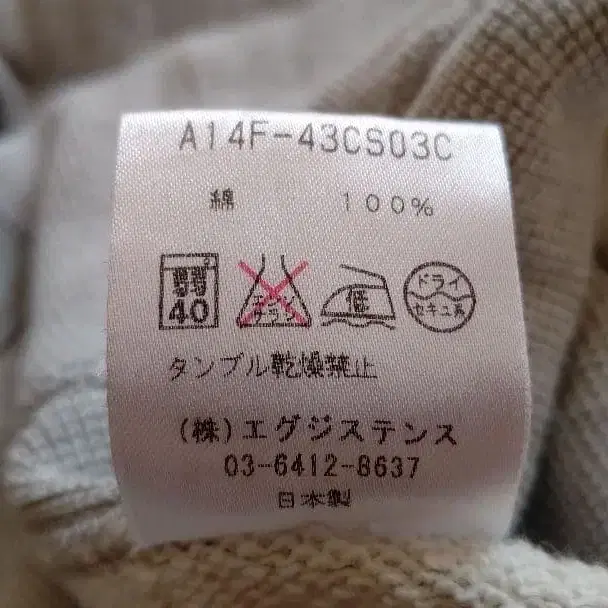 A14F-43CS03C
綿 100%
弱 40 エンソ サラシ 低 ドライ セキユ系
タンブル乾燥禁止
(株)エグジステンス
03-6412-8637
日本製